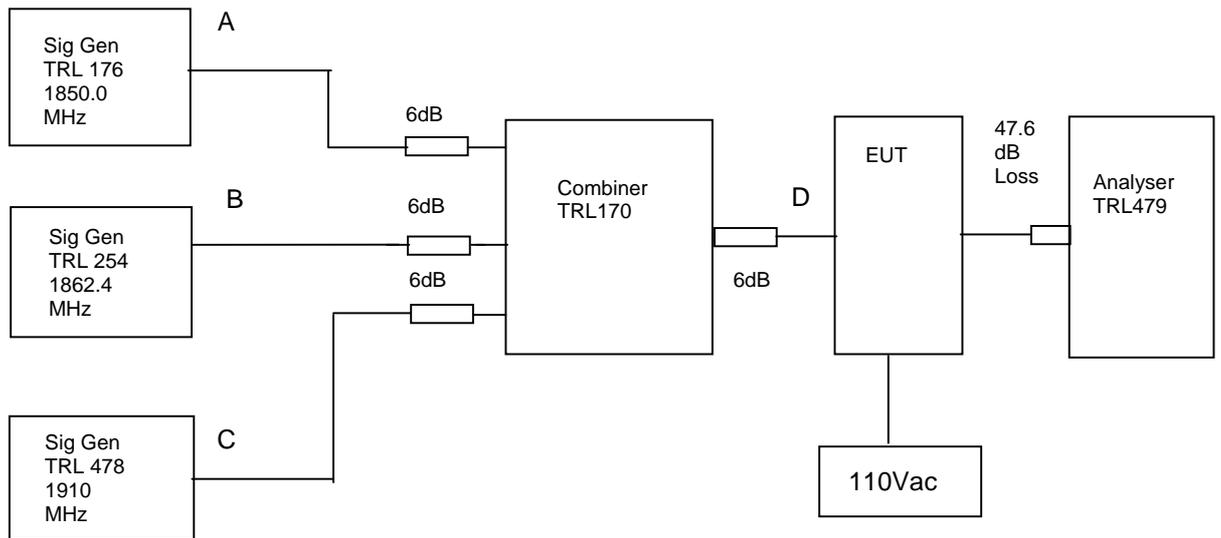 A
Sig Gen
TRL 176
1850.0
MHz
6dB
B
Sig Gen
TRL 254
1862.4
MHz
6dB
6dB
C
Sig Gen
TRL 478
1910
MHz
Combiner
TRL170
6dB
D
EUT
110Vac
47.6
dB
Loss
Analyser
TRL479